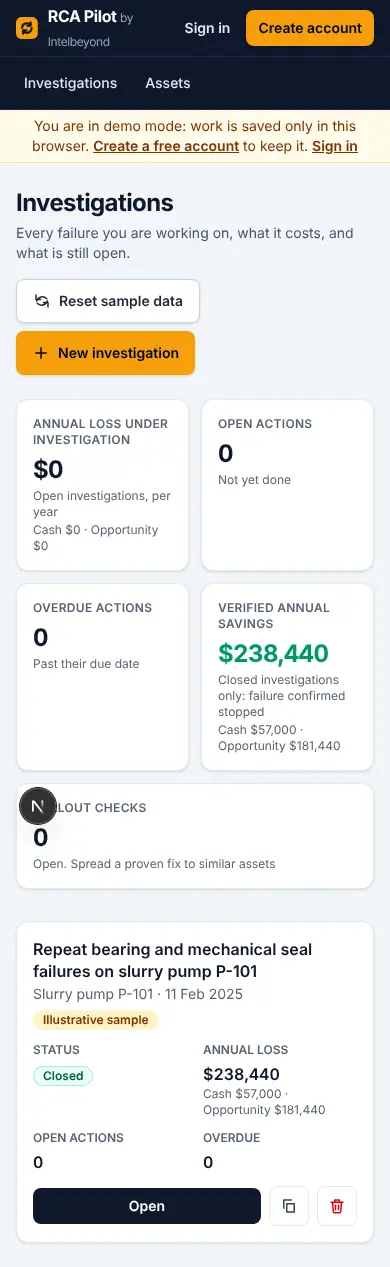 RCA Pilot by
Intelbeyond
Sign in
Create account
Investigations
Assets
You are in demo mode: work is saved only in this
browser. Create a free account to keep it. Sign in
Investigations
Every failure you are working on, what it costs, and
what is still open.
Reset sample data
New investigation
ANNUAL LOSS UNDER
INVESTIGATION
$0
Open investigations, per
year
Cash $0 · Opportunity
$0
OPEN ACTIONS
0
Not yet done
OVERDUE ACTIONS
0
Past their due date
VERIFIED ANNUAL
SAVINGS
$238,440
Closed investigations
only: failure confirmed
stopped
Cash $57,000 ·
Opportunity $181,440
N
LOUT CHECKS
0
Open. Spread a proven fix to similar assets
Repeat bearing and mechanical seal
failures on slurry pump P-101
Slurry pump P-101 · 11 Feb 2025
Illustrative sample
STATUS
Closed
ANNUAL LOSS
$238,440
Cash $57,000 ·
Opportunity $181,440
OPEN ACTIONS
0
OVERDUE
0
Open